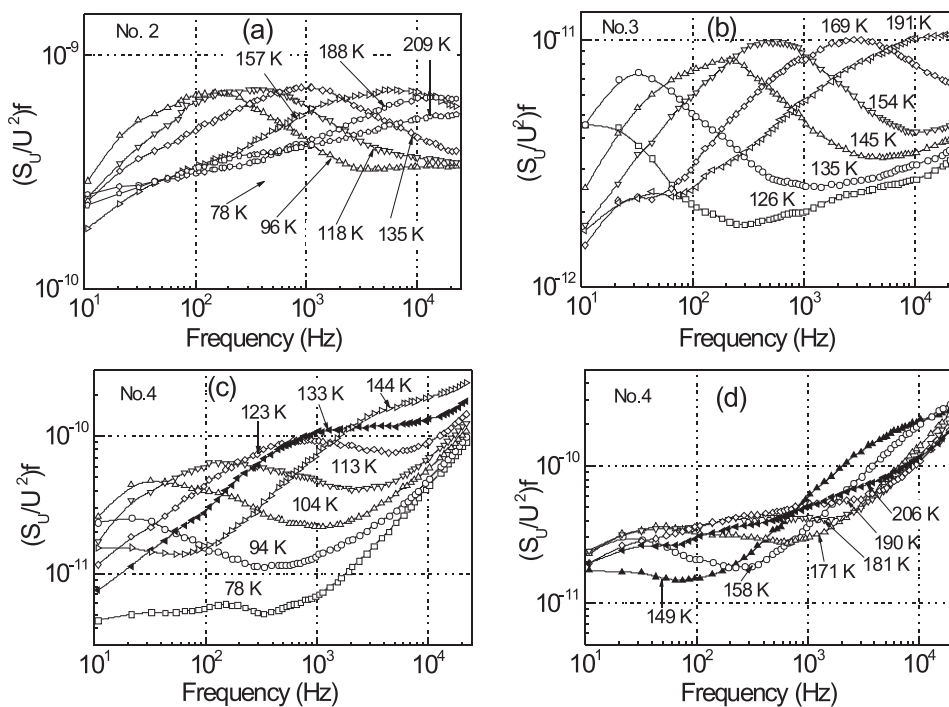 No. 2
(a)
10⁻⁹
157 K
188 K
209 K
(S_U/U²)f
78 K
96 K
118 K
135 K
10⁻¹⁰
10¹ 10² 10³ 10⁴
Frequency (Hz)
No.3
(b)
10⁻¹¹
169 K
191 K
(S_U/U²)f
154 K
145 K
135 K
126 K
10⁻¹²
10¹ 10² 10³ 10⁴
Frequency (Hz)
No.4
(c)
123 K
133 K
144 K
10⁻¹⁰
(S_U/U²)f
113 K
104 K
94 K
10⁻¹¹
78 K
10¹ 10² 10³ 10⁴
Frequency (Hz)
No.4
(d)
10⁻¹⁰
(S_U/U²)f
206 K
190 K
181 K
171 K
158 K
10⁻¹¹
149 K
10¹ 10² 10³ 10⁴
Frequency (Hz)